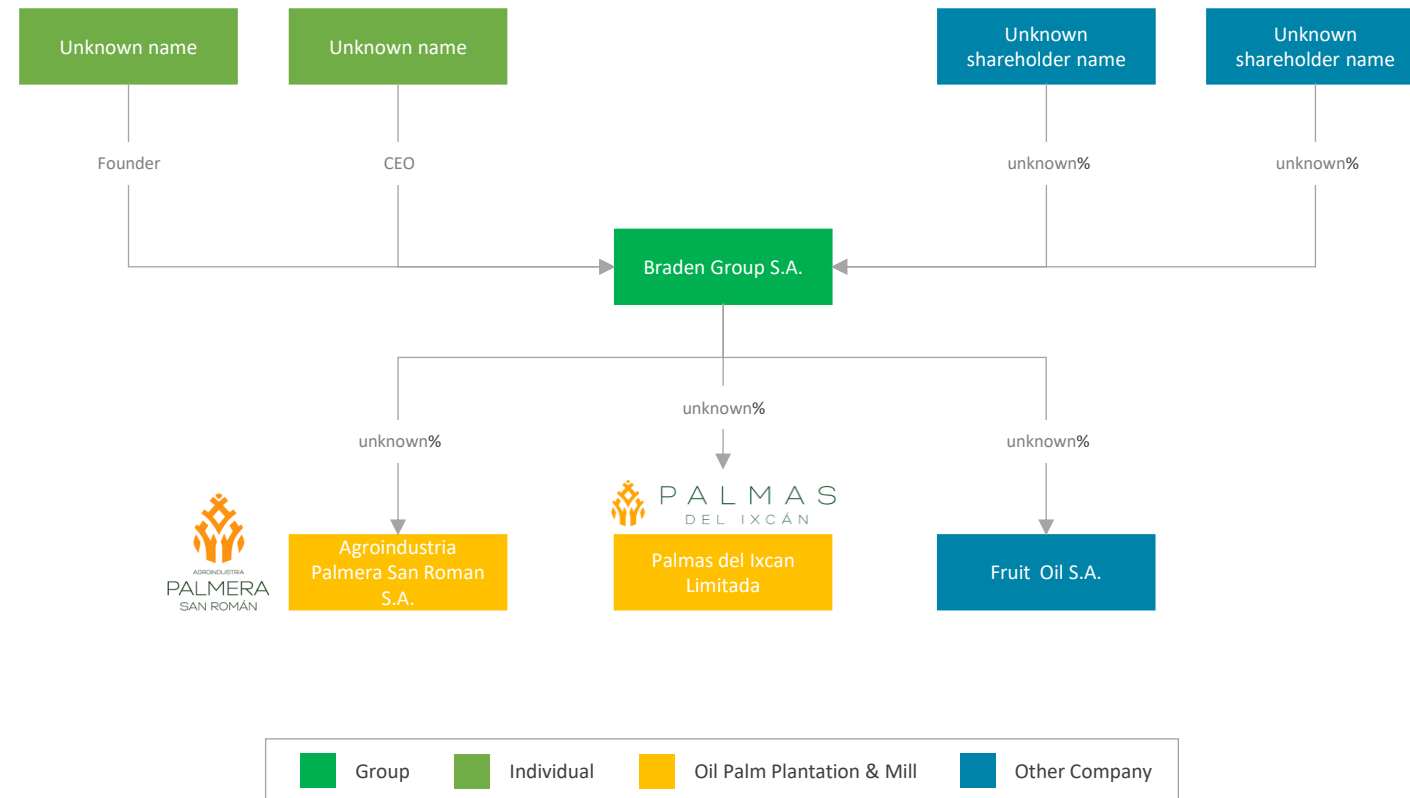 Unknown name
Unknown name
Unknown
shareholder name
Unknown
shareholder name
Founder
CEO
unknown%
unknown%
Braden Group S.A.
unknown%
unknown%
unknown%
PALMAS
DEL IXCÁN
AGROINDUSTRIA
PALMERA
SAN ROMÁN
Agroindustria
Palmera San Roman
S.A.
Palmas del Ixcan
Limitada
Fruit Oil S.A.
Group
Individual
Oil Palm Plantation & Mill
Other Company